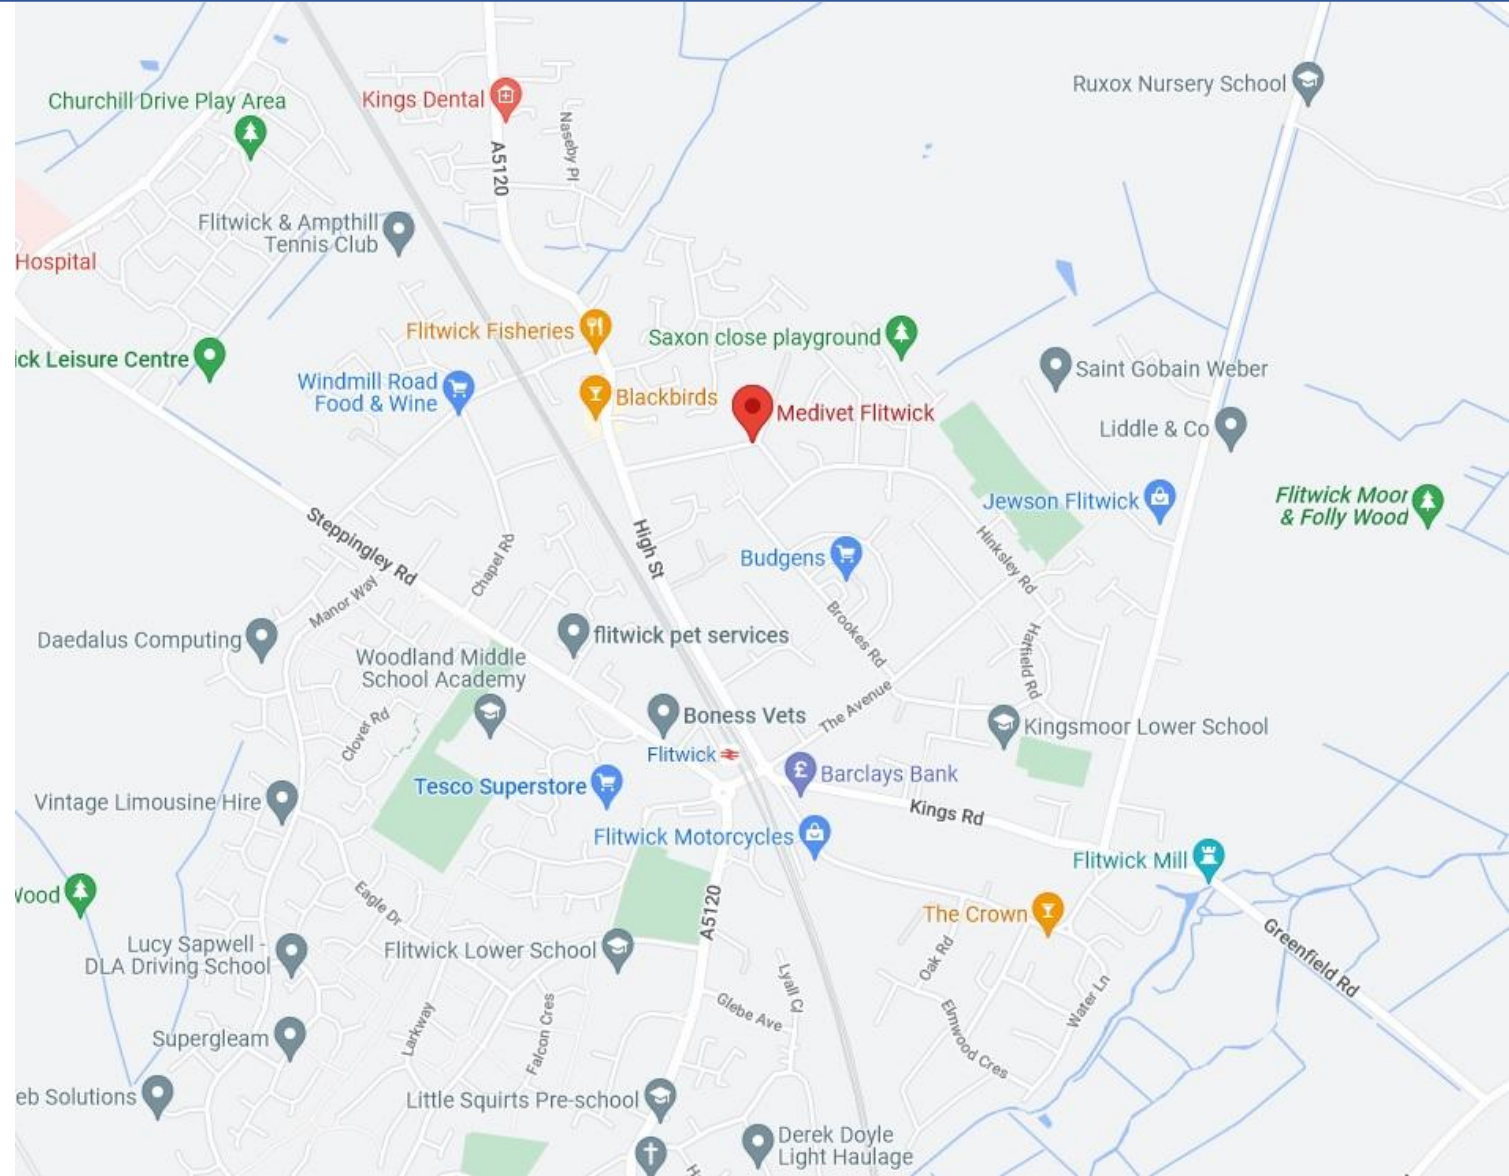 Ruxox Nursery School
Churchill Drive Play Area
Kings Dental
Naseby Pl
A5120
Flitwick & Ampthill
Tennis Club
Hospital
Flitwick Fisheries
Saxon close playground
ick Leisure Centre
Saint Gobain Weber
Windmill Road
Food & Wine
Blackbirds
Medivet Flitwick
Liddle & Co
Jewson Flitwick
Flitwick Moor
& Folly Wood
Steppingley Rd
High St
Chapel Rd
Budgens
Hinksley Rd
Manor Way
Daedalus Computing
flitwick pet services
Brookes Rd
Hatfield Rd
Woodland Middle
School Academy
Clover Rd
Boness Vets
The Avenue
Kingsmoor Lower School
Flitwick
Barclays Bank
Tesco Superstore
Vintage Limousine Hire
Kings Rd
Flitwick Motorcycles
Flitwick Mill
Wood
Eagle Dr
A5120
The Crown
Lucy Sapwell -
DLA Driving School
Flitwick Lower School
Oak Rd
Greenfield Rd
Lyall Cl
Glebe Ave
Water Ln
Elmwood Cres
Supergleam
Larkway
Falcon Cres
eb Solutions
Little Squirts Pre-school
Derek Doyle
Light Haulage
H